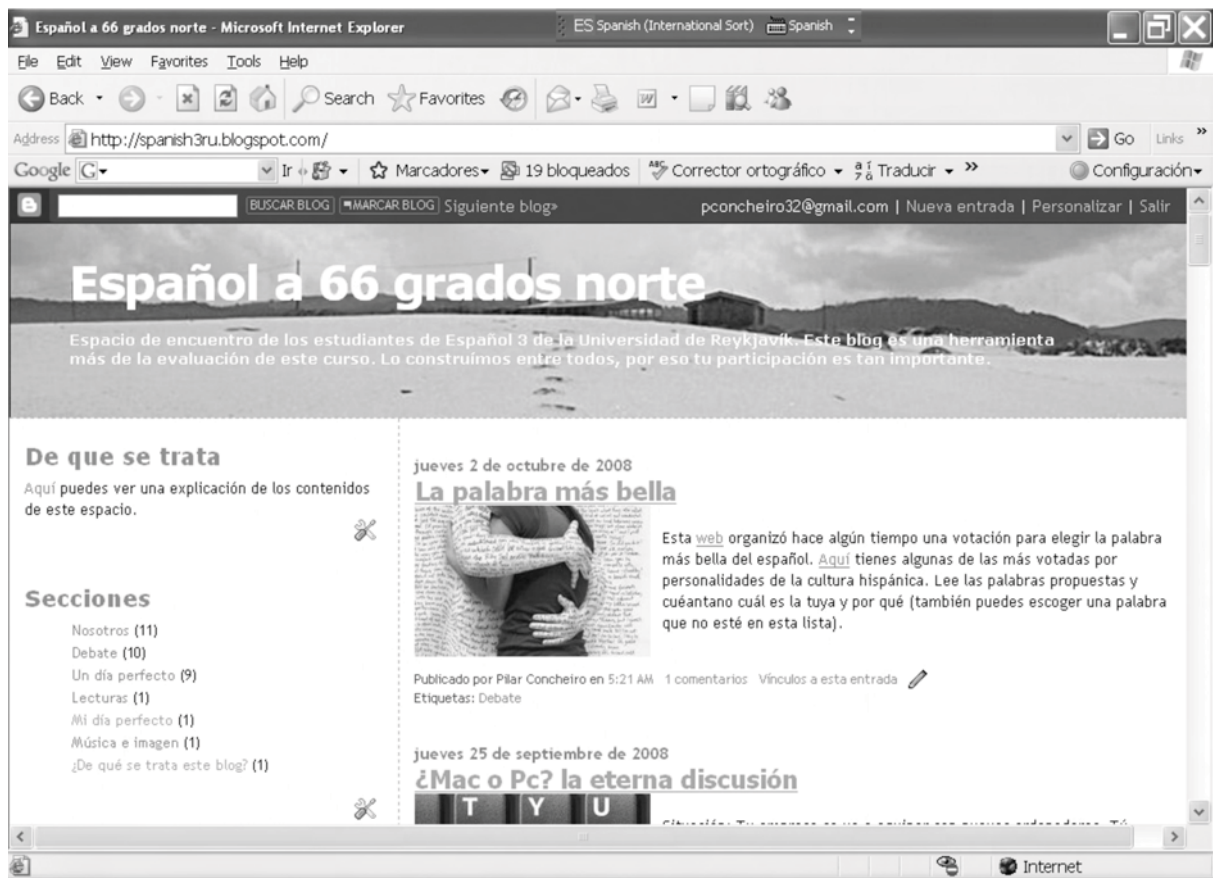 Español a 66 grados norte - Microsoft Internet Explorer
ES Spanish (International Sort) Spanish
File Edit View Favorites Tools Help
Back Search Favorites
Address http://spanish3ru.blogspot.com/ Go Links »
Google G Ir Marcadores 19 bloqueados Corrector ortográfico Traducir » Configuración
BUSCAR BLOG MARCAR BLOG Siguiente blog» pconcheiro32@gmail.com | Nueva entrada | Personalizar | Salir
Español a 66 grados norte
Espacio de encuentro de los estudiantes de Español 3 de la Universidad de Reykjavík. Este blog es una herramienta
más de la evaluación de este curso. Lo construímos entre todos, por eso tu participación es tan importante.
De que se trata
Aquí puedes ver una explicación de los contenidos
de este espacio.
Secciones
Nosotros (11)
Debate (10)
Un día perfecto (9)
Lecturas (1)
Mi día perfecto (1)
Música e imagen (1)
¿De qué se trata este blog? (1)
jueves 2 de octubre de 2008
La palabra más bella
Esta web organizó hace algún tiempo una votación para elegir la palabra
más bella del español. Aquí tienes algunas de las más votadas por
personalidades de la cultura hispánica. Lee las palabras propuestas y
cuéantano cuál es la tuya y por qué (también puedes escoger una palabra
que no esté en esta lista).
Publicado por Pilar Concheiro en 5:21 AM 1 comentarios Vínculos a esta entrada
Etiquetas: Debate
jueves 25 de septiembre de 2008
¿Mac o Pc? la eterna discusión
T Y U
Internet